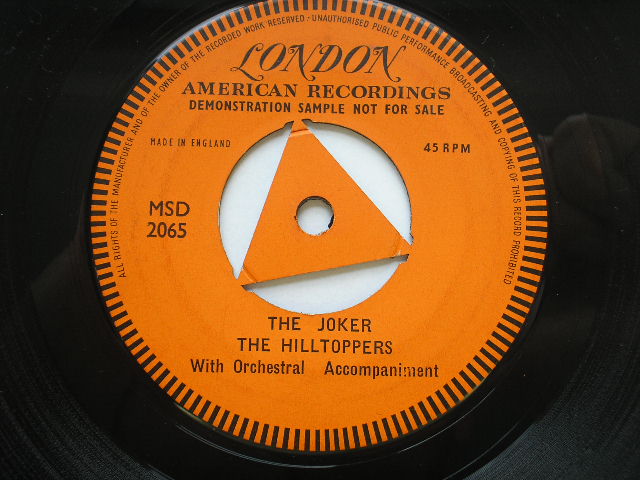 ALL RIGHTS OF THE MANUFACTURER AND OF THE OWNER OF THE RECORDED WORK RESERVED · UNAUTHORISED PUBLIC PERFORMANCE BROADCASTING AND COPYING OF THIS RECORD PROHIBITED
LONDON
AMERICAN RECORDINGS
DEMONSTRATION SAMPLE NOT FOR SALE
MADE IN ENGLAND
45 RPM
MSD
2065
THE JOKER
THE HILLTOPPERS
With Orchestral Accompaniment